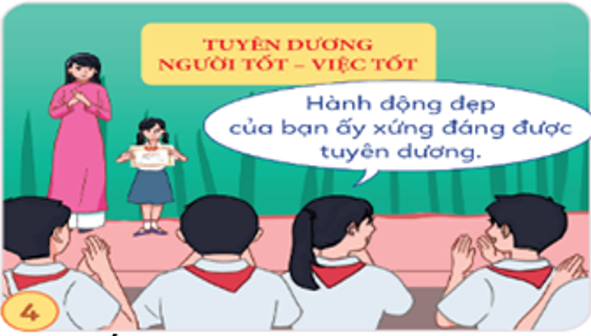 TUYÊN DƯƠNG
NGƯỜI TỐT – VIỆC TỐT
Hành động đẹp
của bạn ấy xứng đáng được
tuyên dương.
4